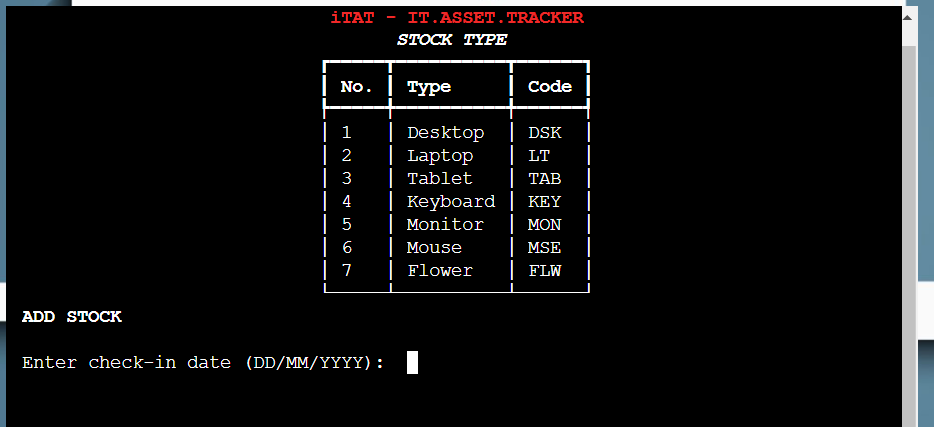 iTAT - IT.ASSET.TRACKER
STOCK TYPE
No. Type Code
1 Desktop DSK
2 Laptop LT
3 Tablet TAB
4 Keyboard KEY
5 Monitor MON
6 Mouse MSE
7 Flower FLW
ADD STOCK
Enter check-in date (DD/MM/YYYY):